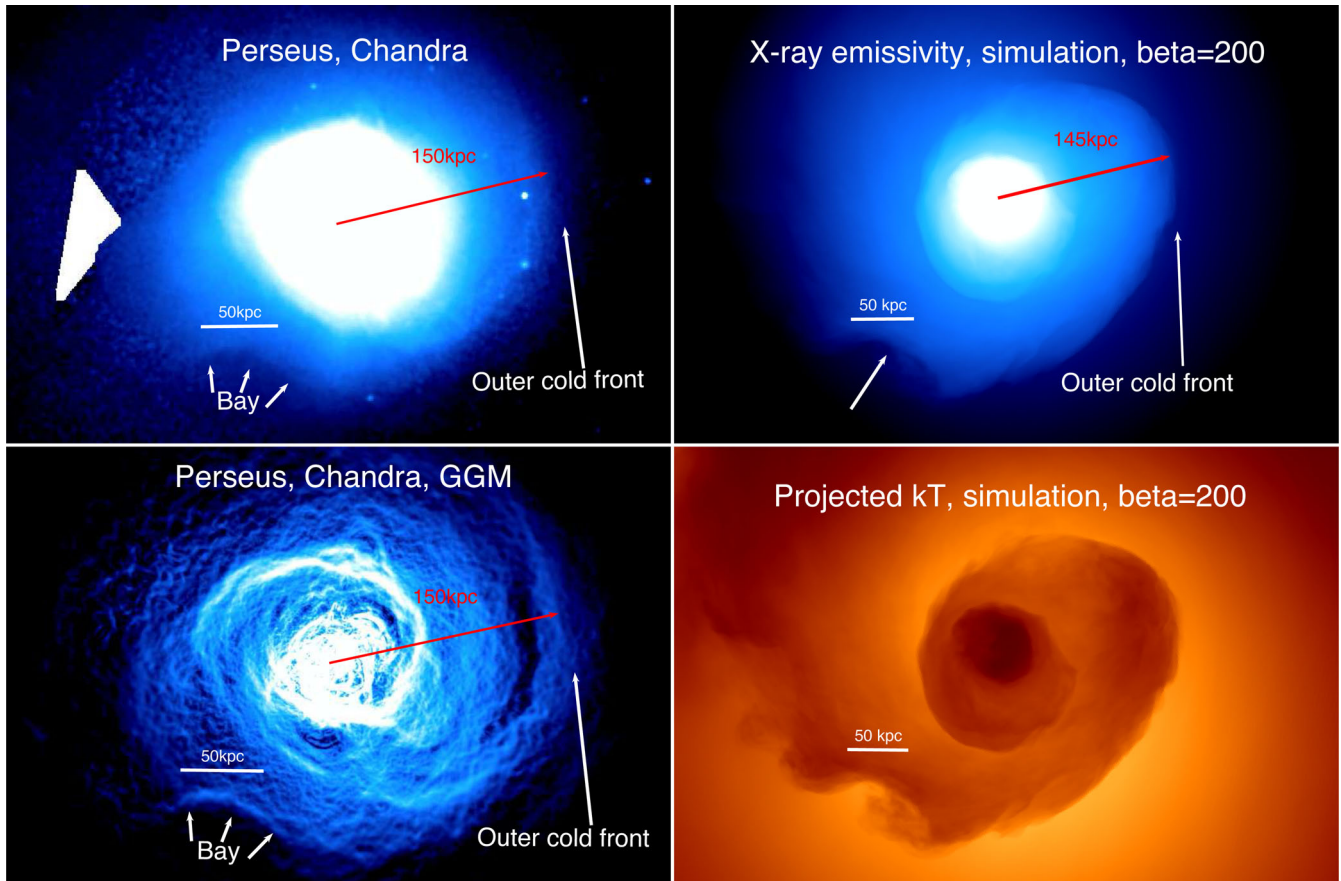 Perseus, Chandra
150kpc
50kpc
Bay
Outer cold front
X-ray emissivity, simulation, beta=200
145kpc
50 kpc
Outer cold front
Perseus, Chandra, GGM
150kpc
50kpc
Bay
Outer cold front
Projected kT, simulation, beta=200
50 kpc